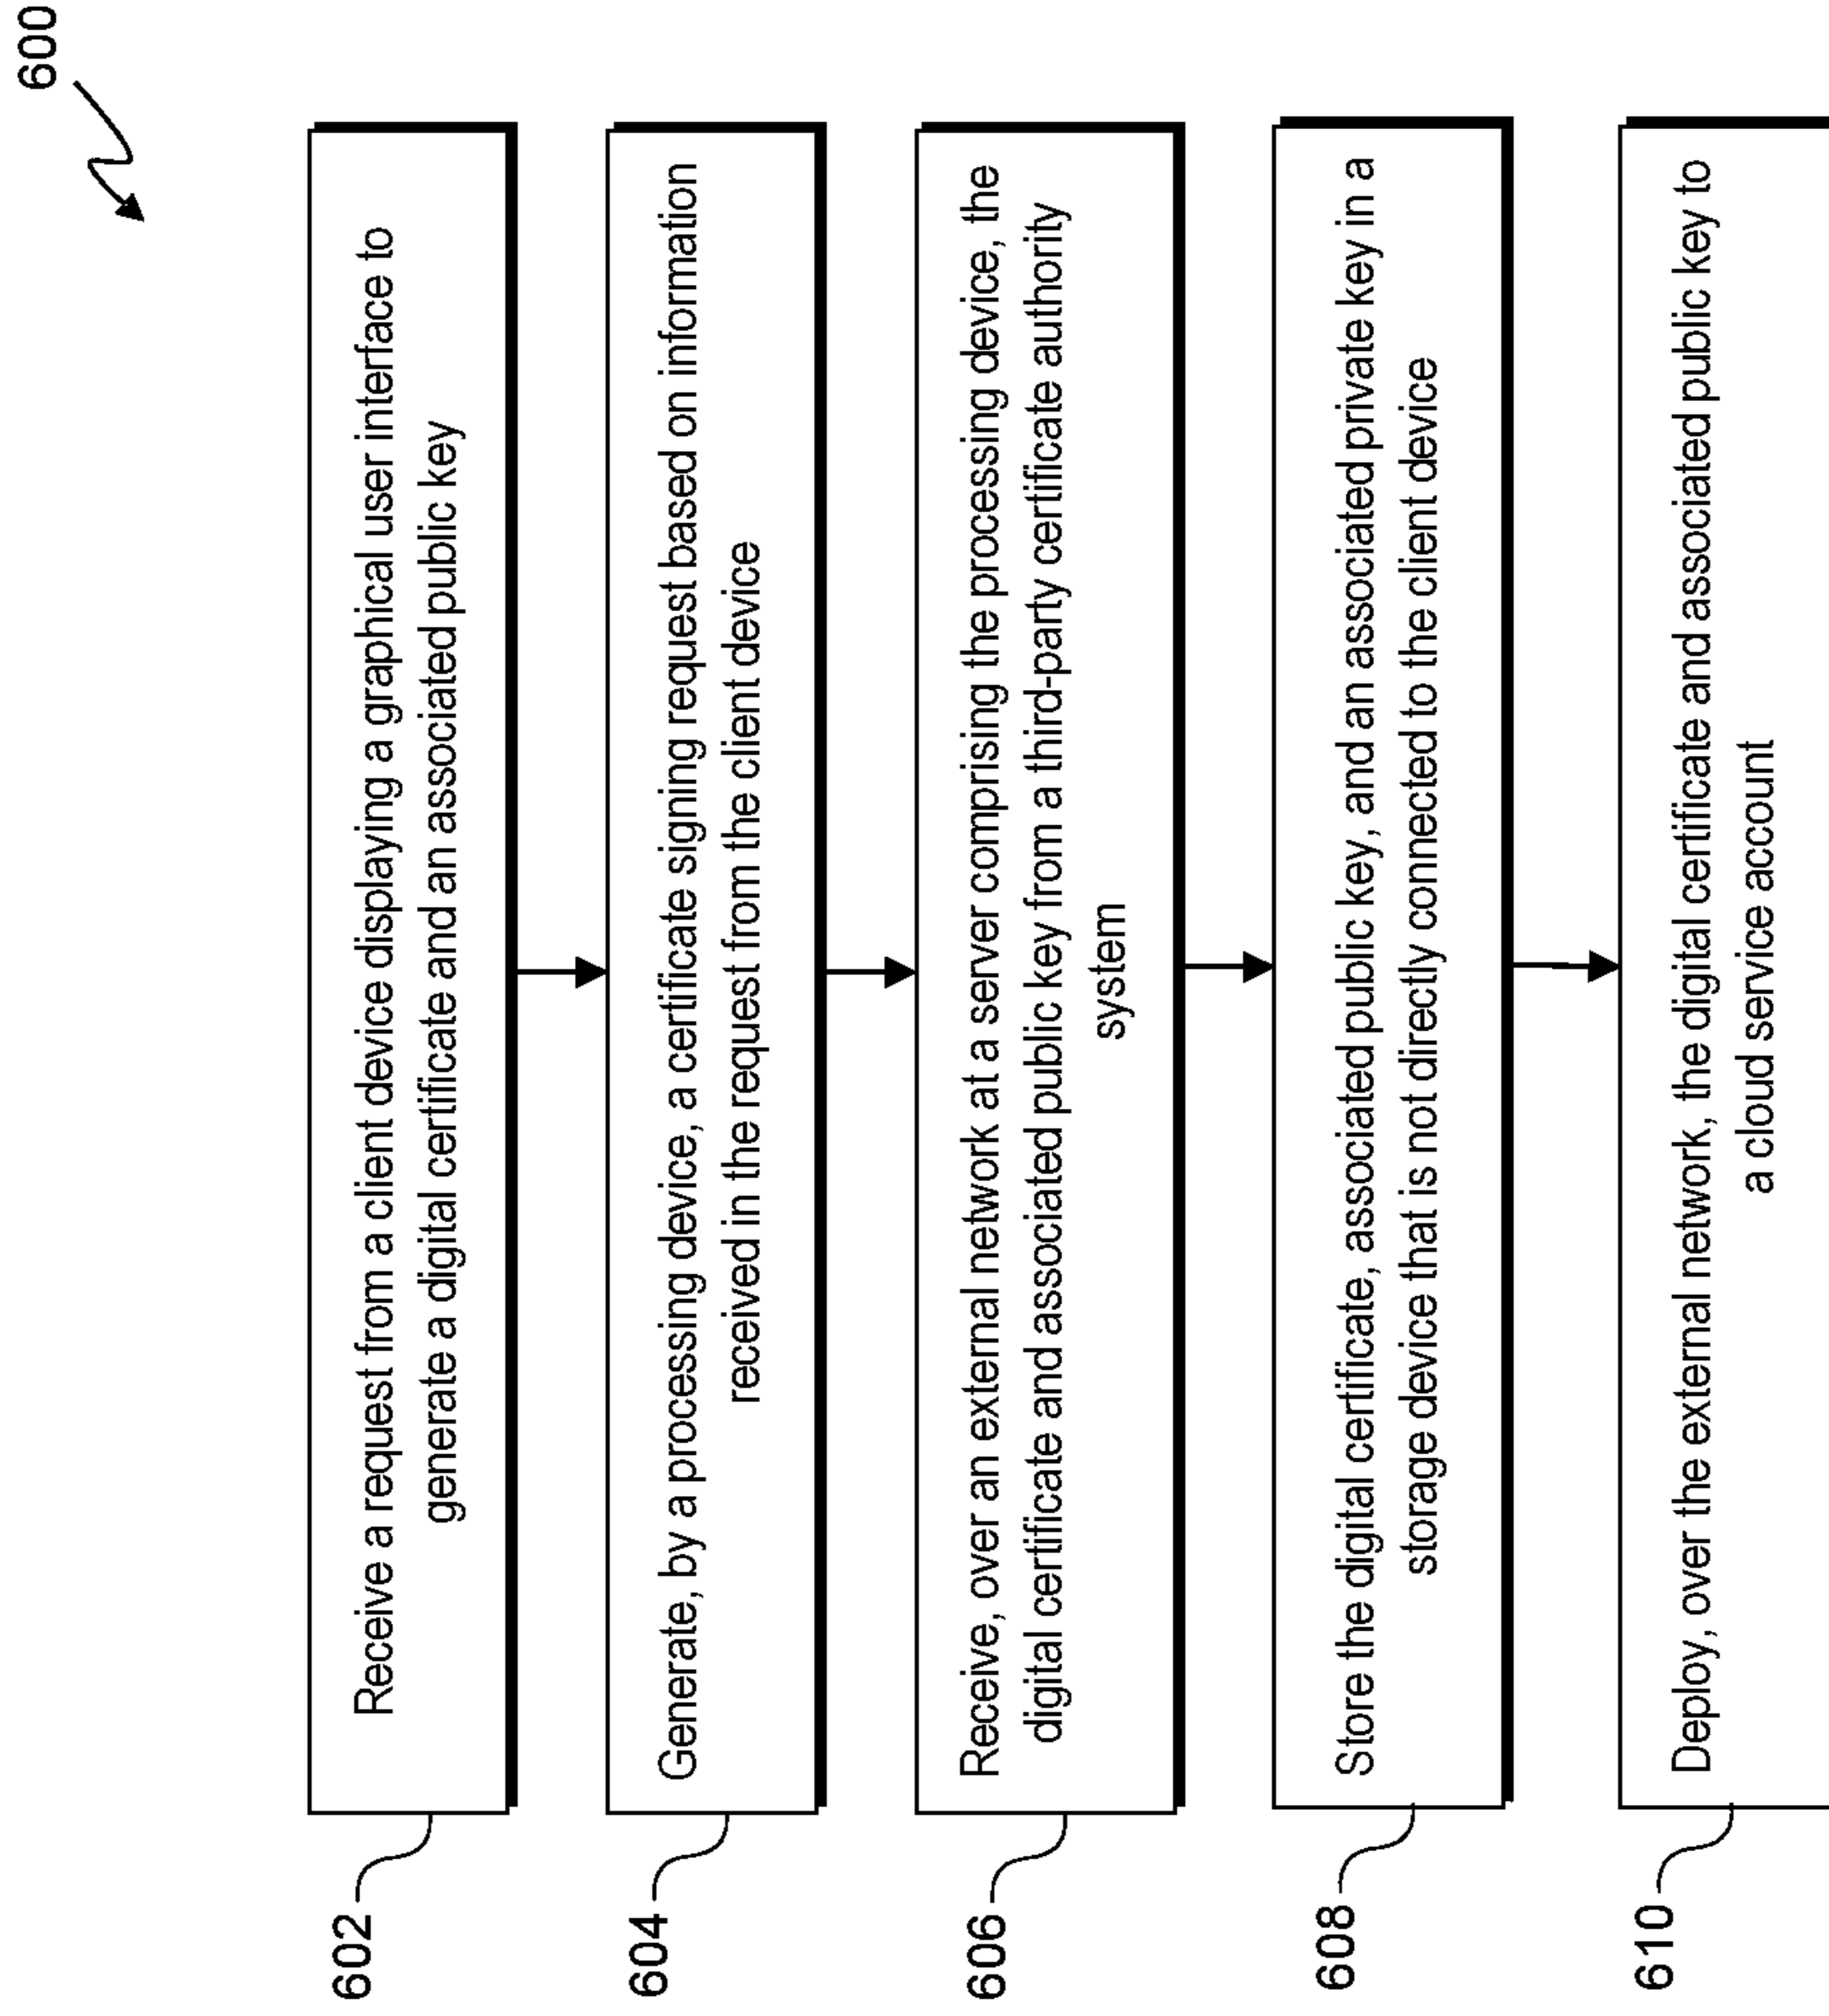 600
602
Receive a request from a client device displaying a graphical user interface to
generate a digital certificate and an associated public key
604
Generate, by a processing device, a certificate signing request based on information
received in the request from the client device
606
Receive, over an external network at a server comprising the processing device, the
digital certificate and associated public key from a third-party certificate authority
system
608
Store the digital certificate, associated public key, and an associated private key in a
storage device that is not directly connected to the client device
610
Deploy, over the external network, the digital certificate and associated public key to
a cloud service account